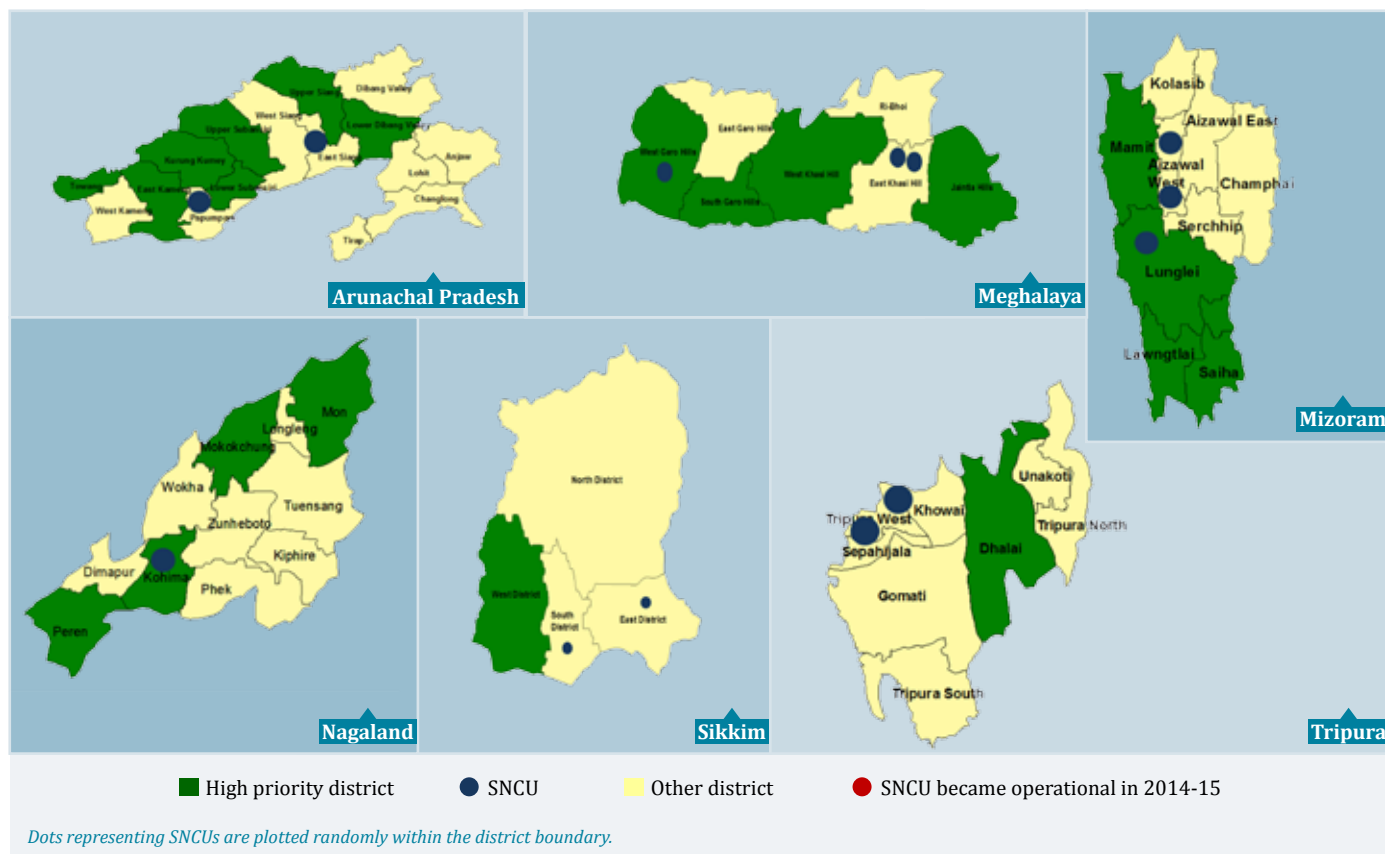 Upper Siang
Dibang Valley
West Siang
Upper Subansiri
Lower Dibang Valley
East Siang
Anjaw
Kurung Kumey
Lohit
Tawang
East Kameng
Lower Subansiri
Changlong
West Kameng
Papumpare
Tirap
Arunachal Pradesh
Ri-Bhoi
East Garo Hills
West Garo Hills
West Khasi Hill
East Khasi Hill
Jaintia Hills
South Garo Hills
Meghalaya
Kolasib
Aizawal East
Mamit
Aizawal
West
Champhai
Serchhip
Lunglei
Lawngtlai
Saiha
Mizoram
Mon
Longleng
Mokokchung
Wokha
Tuensang
Zunheboto
Kiphire
Dimapur
Kohima
Phek
Peren
Nagaland
North District
West District
South
District
East District
Sikkim
Unakoti
Tripura West
Khowai
Tripura North
Sepahijala
Dhalai
Gomati
Tripura South
Tripura
High priority district
SNCU
Other district
SNCU became operational in 2014-15
Dots representing SNCUs are plotted randomly within the district boundary.